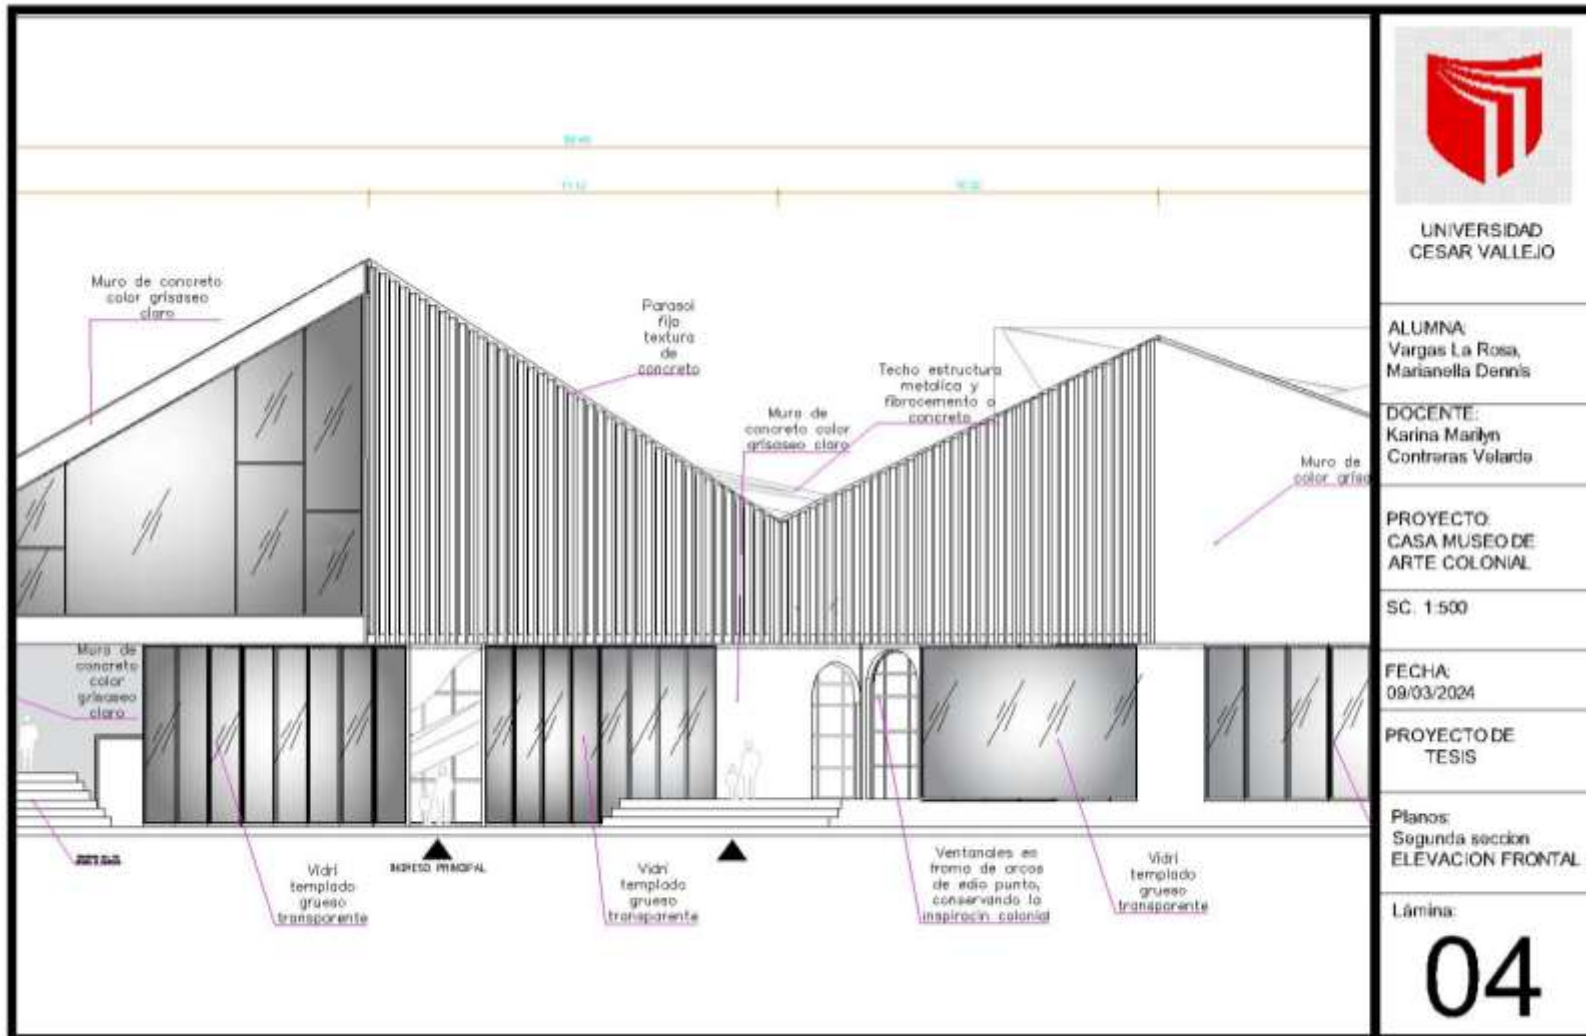 Muro de concreto
color grisaseo
claro
Parasol
fijo
textura
de
concreto
Techo estructura
metalica y
fibrocemento o
concreto
Muro de
concreto color
grisaseo claro
Muro de
color grisa
Muro de
concreto
color
grisaseo
claro
INGRESO PRINCIPAL
Vidri
templado
grueso
transparente
Vidri
templado
grueso
transparente
Ventanales en
froma de arcos
de edio punto,
conservando la
inspiracin colonial
Vidri
templado
grueso
transparente
UNIVERSIDAD
CESAR VALLEJO
ALUMNA:
Vargas La Rosa,
Marianella Dennis
DOCENTE:
Karina Marilyn
Contreras Velarde
PROYECTO:
CASA MUSEO DE
ARTE COLONIAL
SC. 1:500
FECHA:
09/03/2024
PROYECTO DE
TESIS
Planos:
Segunda seccion
ELEVACION FRONTAL
Lámina:
04